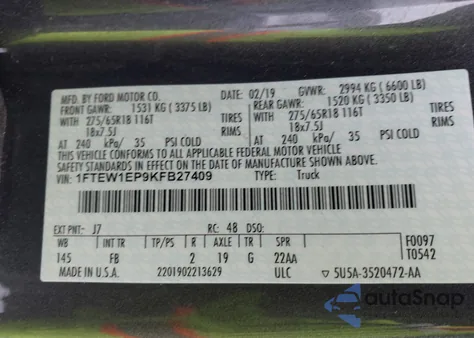 MFD. BY FORD MOTOR CO.
DATE: 02/19 GVWR: 2994 KG (6600 LB)
FRONT GAWR: 1531 KG (3375 LB) REAR GAWR: 1520 KG (3350 LB)
WITH 275/65R18 116T TIRES WITH 275/65R18 116T TIRES
18x7.5J RIMS 18x7.5J RIMS
AT 240 kPa/ 35 PSI COLD AT 240 kPa/ 35 PSI COLD
THIS VEHICLE CONFORMS TO ALL APPLICABLE FEDERAL MOTOR VEHICLE
SAFETY STANDARDS IN EFFECT ON THE DATE OF MANUFACTURE SHOWN ABOVE.
VIN: 1FTEW1EP9KFB27409 TYPE: Truck
EXT PNT: J7 RC: 48 DSO:
WB INT TR TP/PS R AXLE TR SPR F0097
145 FB 2 19 G 22AA T0542
MADE IN U.S.A. 2201902213629 ULC ▽ 5U5A-3520472-AA
autoSnap